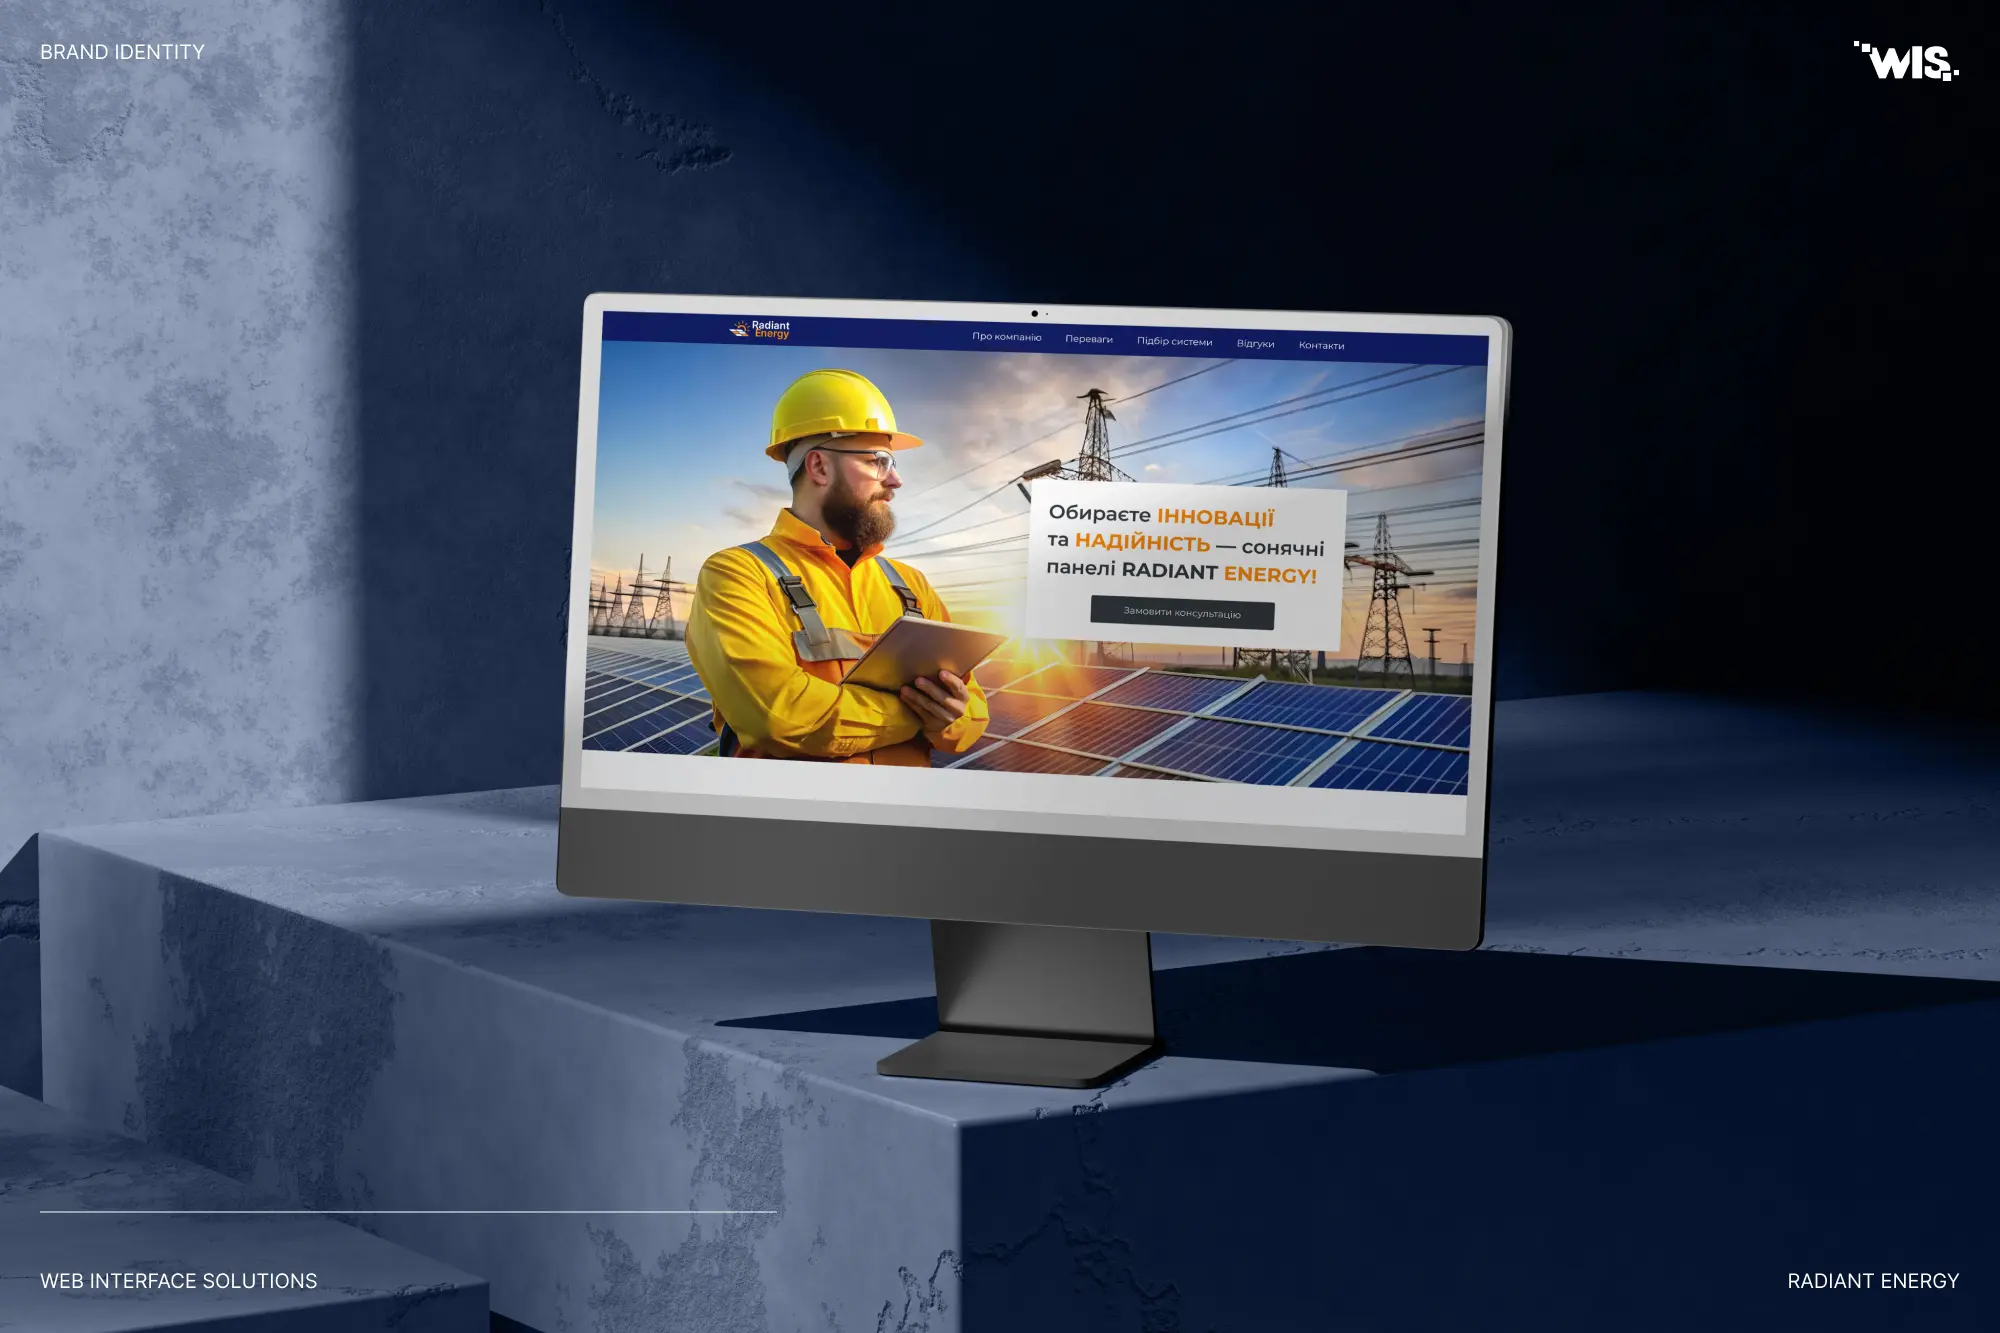 BRAND IDENTITY
WIS.
Radiant
Energy
Про компанію Переваги Підбір системи Відгуки Контакти
Обираєте ІННОВАЦІЇ
та НАДІЙНІСТЬ — сонячні
панелі RADIANT ENERGY!
Замовити консультацію
WEB INTERFACE SOLUTIONS
RADIANT ENERGY